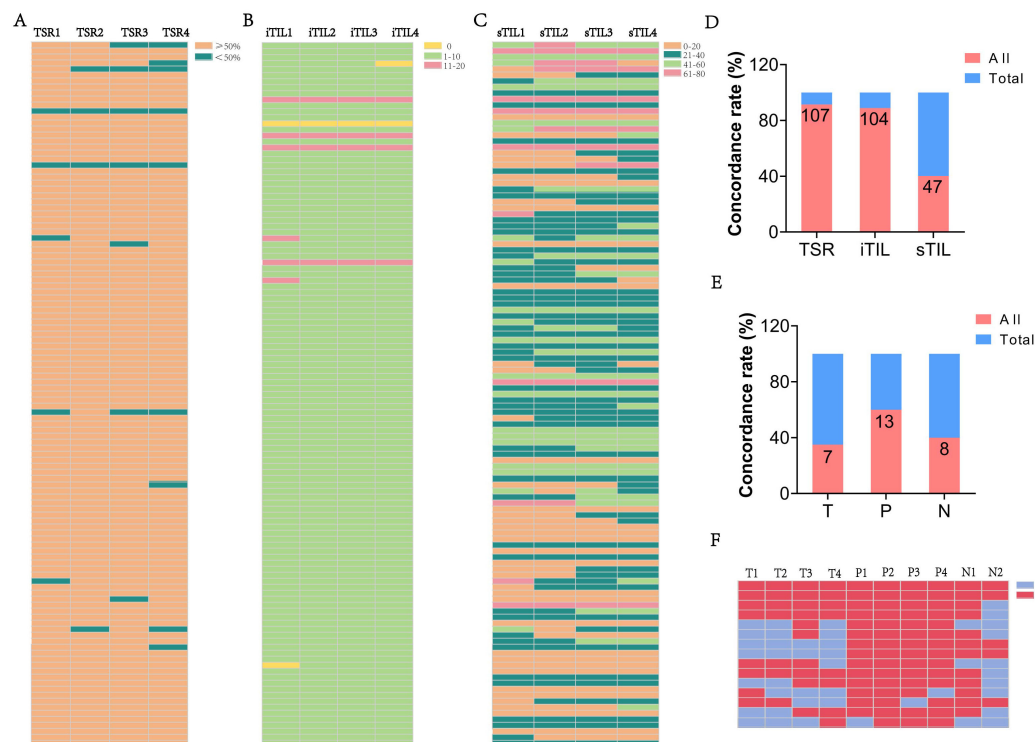 A
TSR1 TSR2 TSR3 TSR4
≥50%
<50%
B
iTIL1 iTIL2 iTIL3 iTIL4
0
1-10
11-20
C
sTIL1 sTIL2 sTIL3 sTIL4
0-20
21-40
41-60
61-80
D
Concordance rate (%)
120
80
40
0
107
104
47
TSR iTIL sTIL
All
Total
E
Concordance rate (%)
120
80
40
0
7
13
8
T P N
All
Total
F
T1 T2 T3 T4 P1 P2 P3 P4 N1 N2